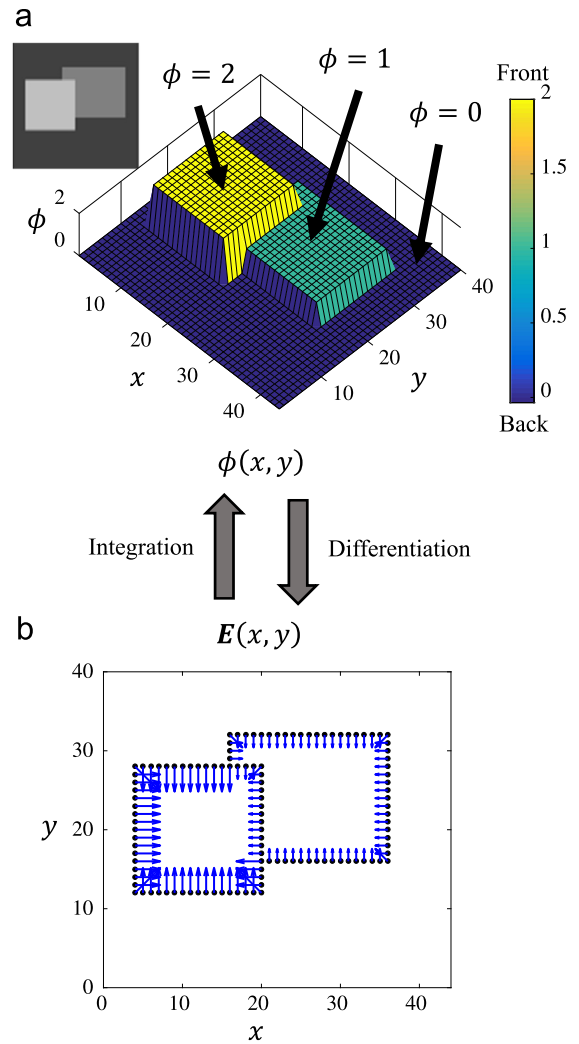 a
ϕ = 2
ϕ = 1
ϕ = 0
Front
2
1.5
1
0.5
0
Back
ϕ
2
0
10
20
30
40
x
10
20
30
40
y
ϕ(x, y)
Integration
Differentiation
E(x, y)
b
40
30
20
10
0
y
0
10
20
30
40
x